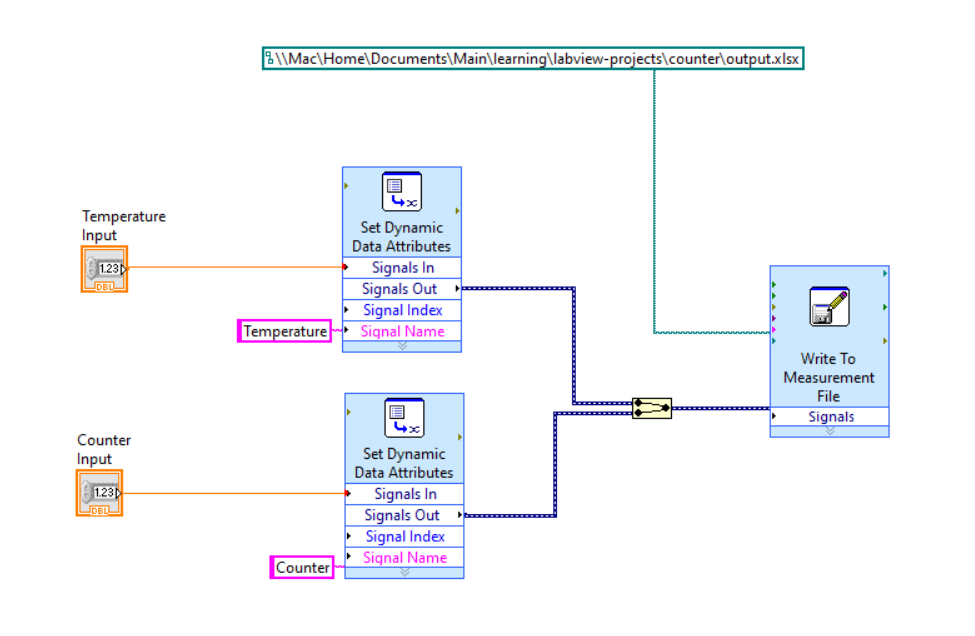 \\Mac\Home\Documents\Main\learning\labview-projects\counter\output.xlsx
Temperature
Input
1.23
DBL
Set Dynamic
Data Attributes
Signals In
Signals Out
Signal Index
Temperature
Signal Name
Write To
Measurement
File
Signals
Counter
Input
1.23
DBL
Set Dynamic
Data Attributes
Signals In
Signals Out
Signal Index
Counter
Signal Name